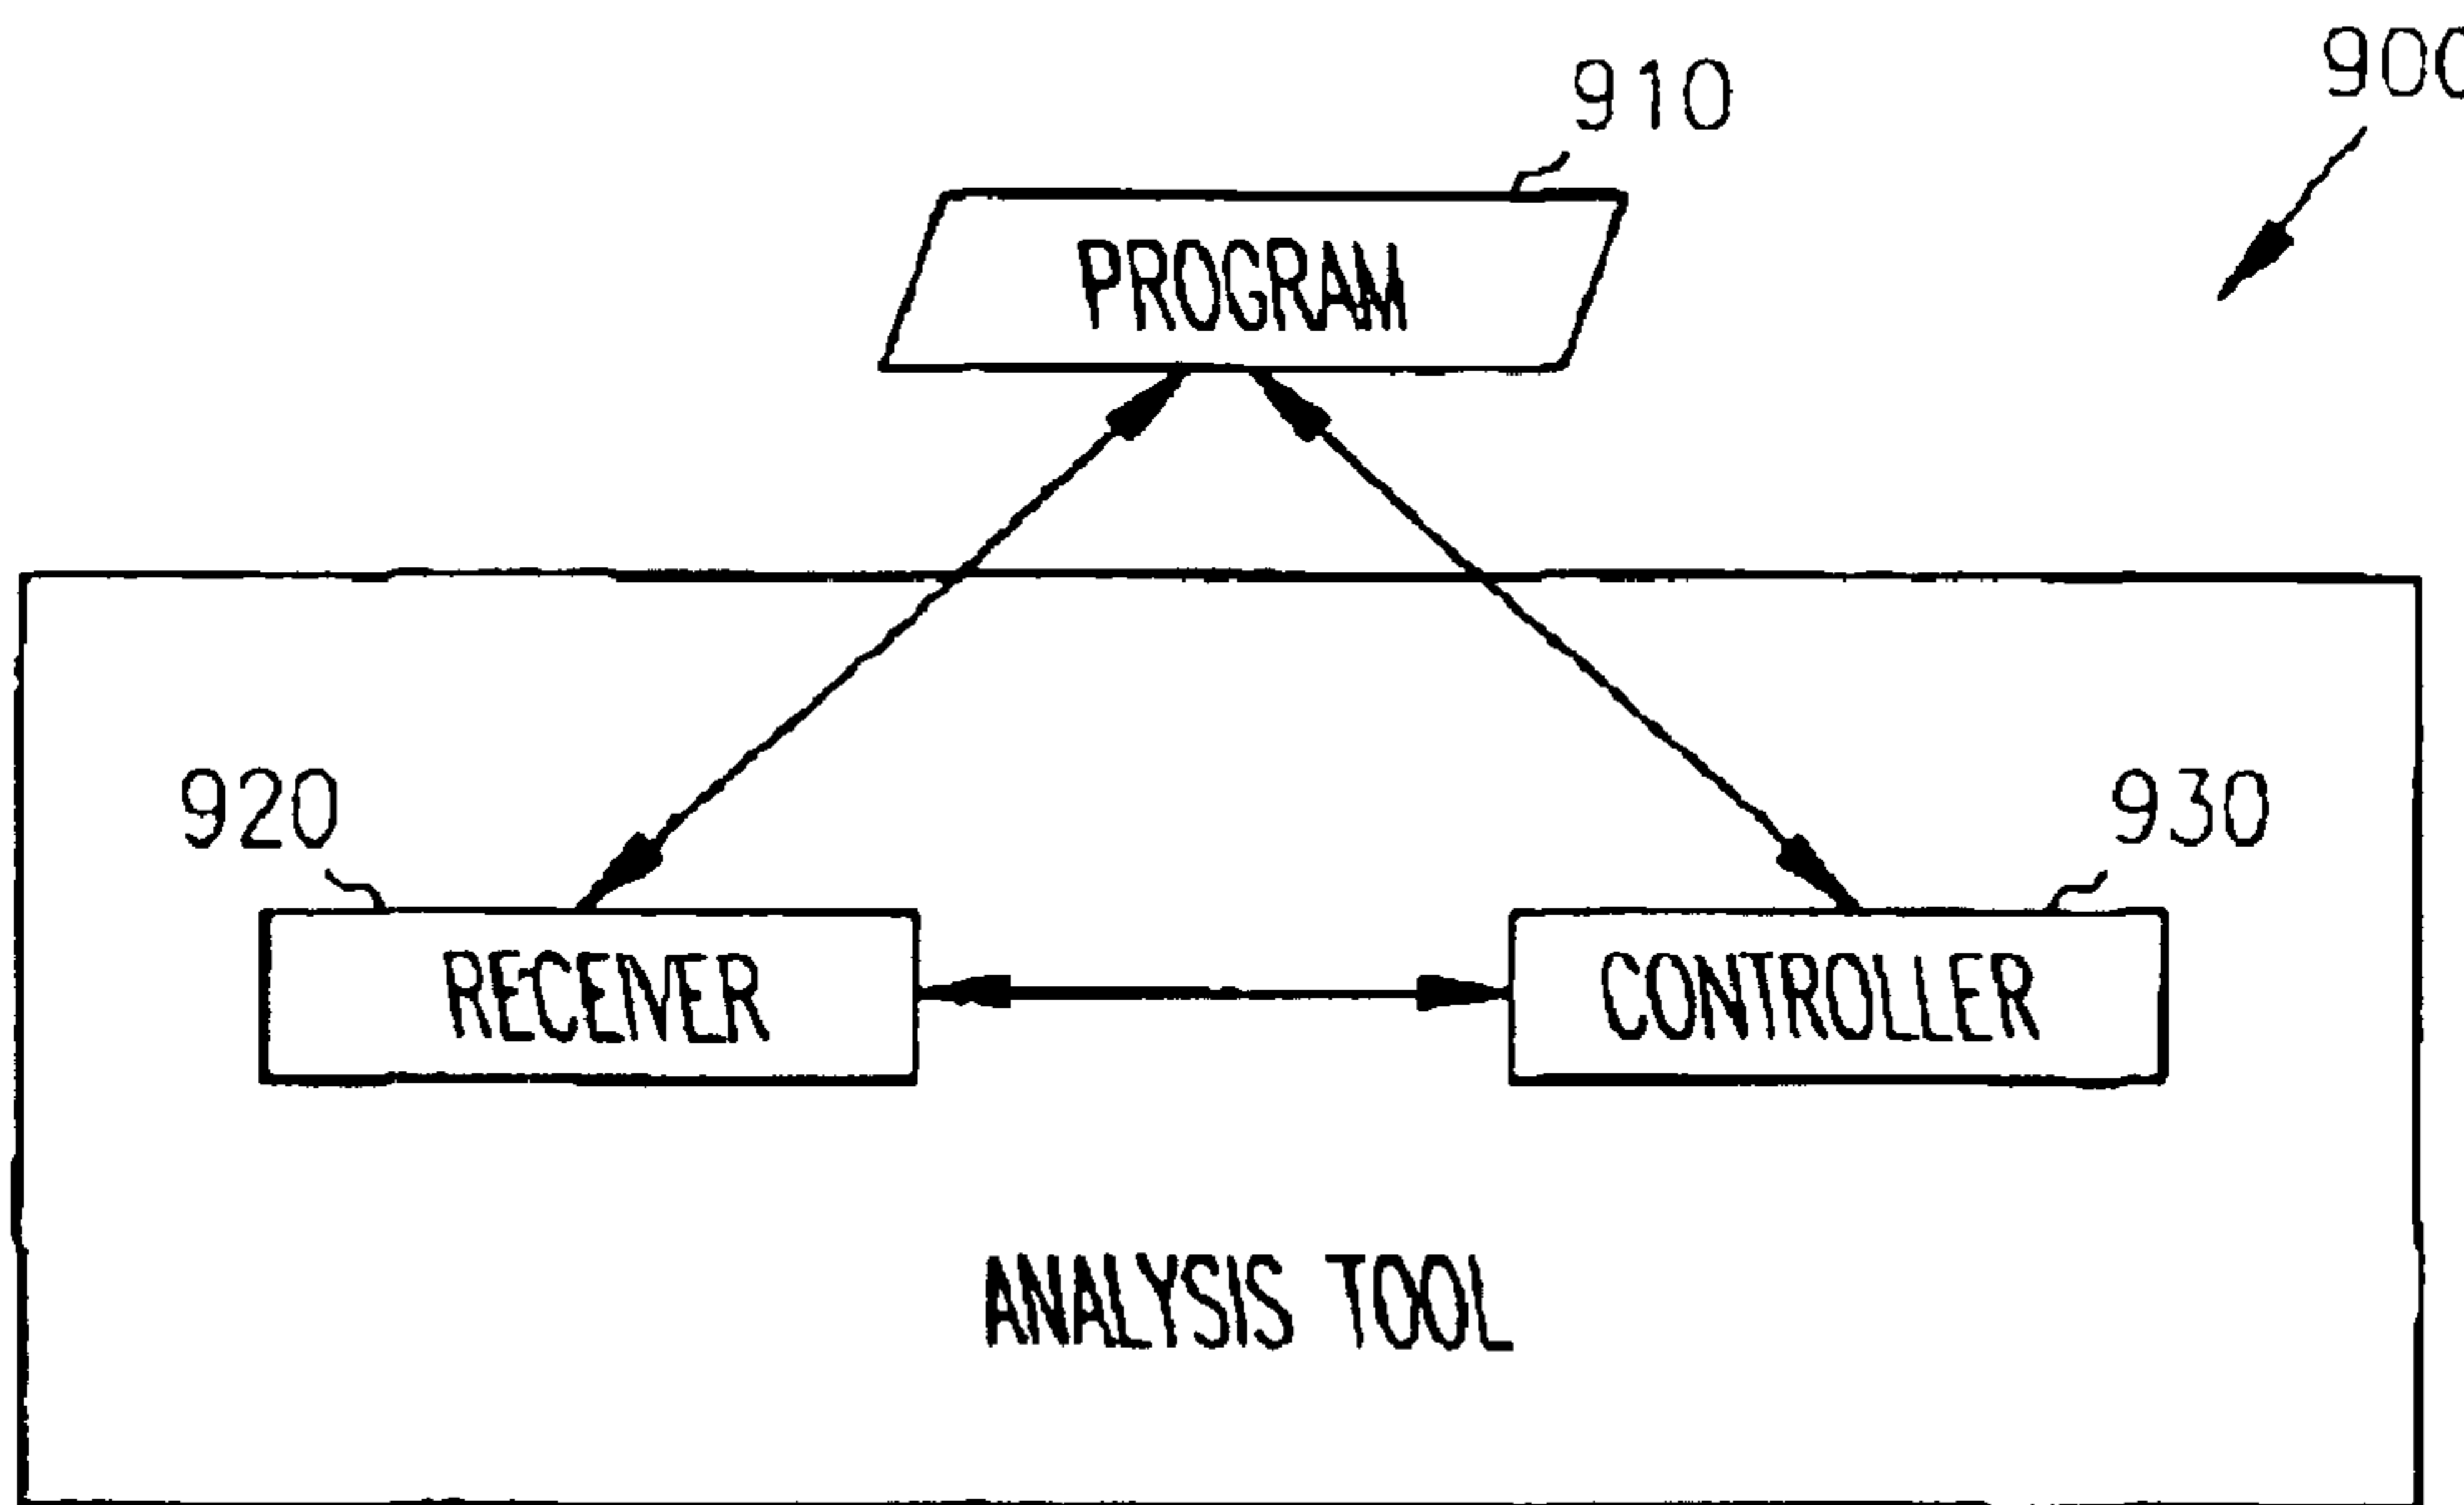 900
910
PROGRAM
920
930
RECEIVER
CONTROLLER
ANALYSIS TOOL